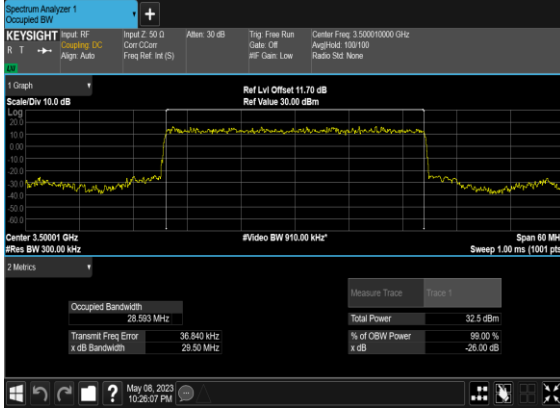 Spectrum Analyzer 1
Occupied BW
KEYSIGHT Input: RF Input Z: 50 Ω Atten: 30 dB Trig: Free Run Center Freq: 3.500010000 GHz
R T Coupling: DC Corr CCorr Gate: Off Avg|Hold: 100/100
Align: Auto Freq Ref: Int (S) #IF Gain: Low Radio Std: None
1 Graph
Ref Lvl Offset 11.70 dB
Scale/Div 10.0 dB Ref Value 30.00 dBm
Log
20.0
10.0
0.00
-10.0
-20.0
-30.0
-40.0
-50.0
-60.0
Center 3.50001 GHz #Video BW 910.00 kHz* Span 60 MH
#Res BW 300.00 kHz Sweep 1.00 ms (1001 pts
2 Metrics
Measure Trace Trace 1
Occupied Bandwidth
28.593 MHz Total Power 32.5 dBm
Transmit Freq Error 36.840 kHz % of OBW Power 99.00 %
x dB Bandwidth 29.50 MHz x dB -26.00 dB
? May 08, 2023
10:26:07 PM